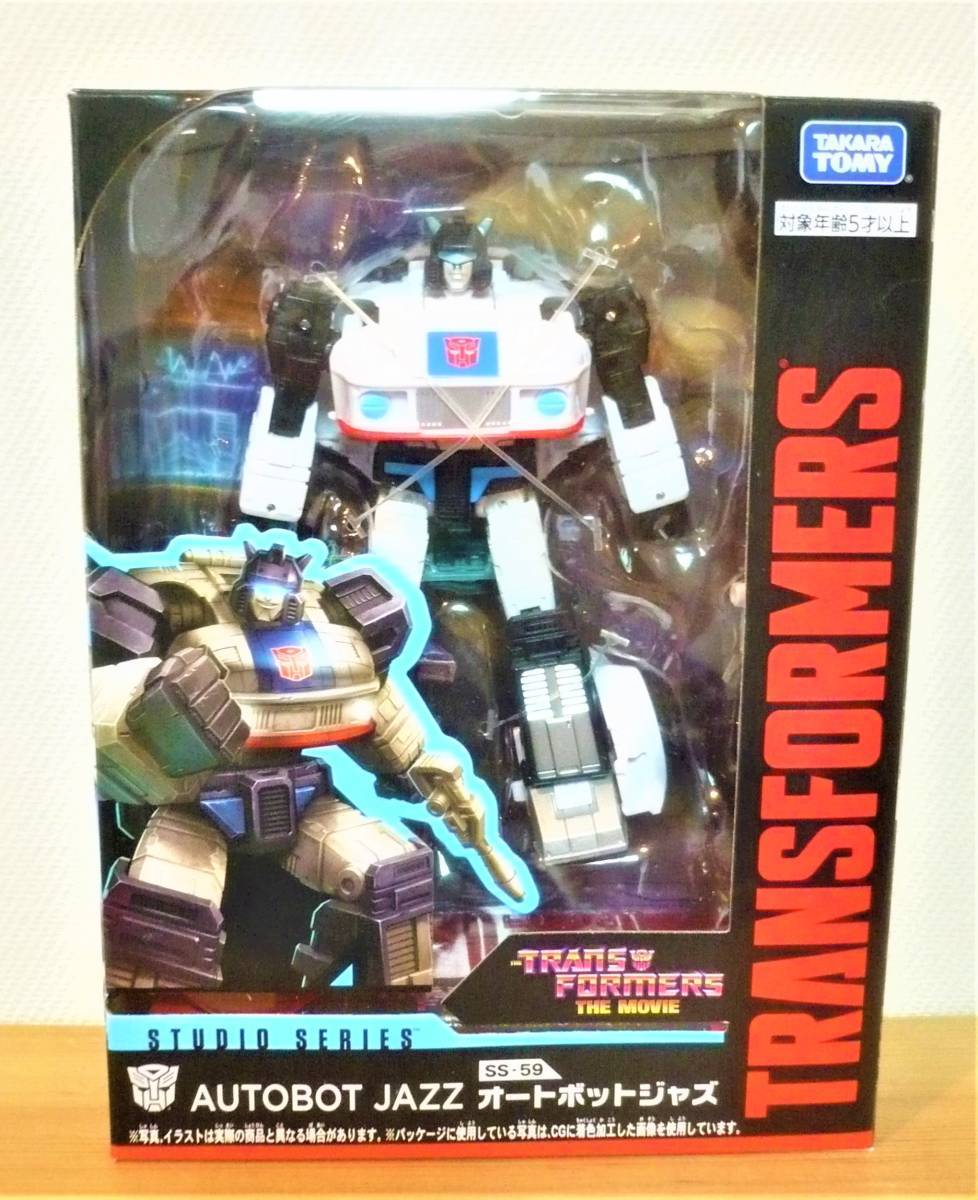 TAKARA
TOMY
対象年齢5才以上
TRANSFORMERS
THE
TRANS
FORMERS
THE MOVIE
STUDIO SERIES™
SS-59
AUTOBOT JAZZ オートボットジャズ
※写真、イラストは実際の商品と異なる場合があります。※パッケージに使用している写真は、CGに着色加工した画像を使用しています。